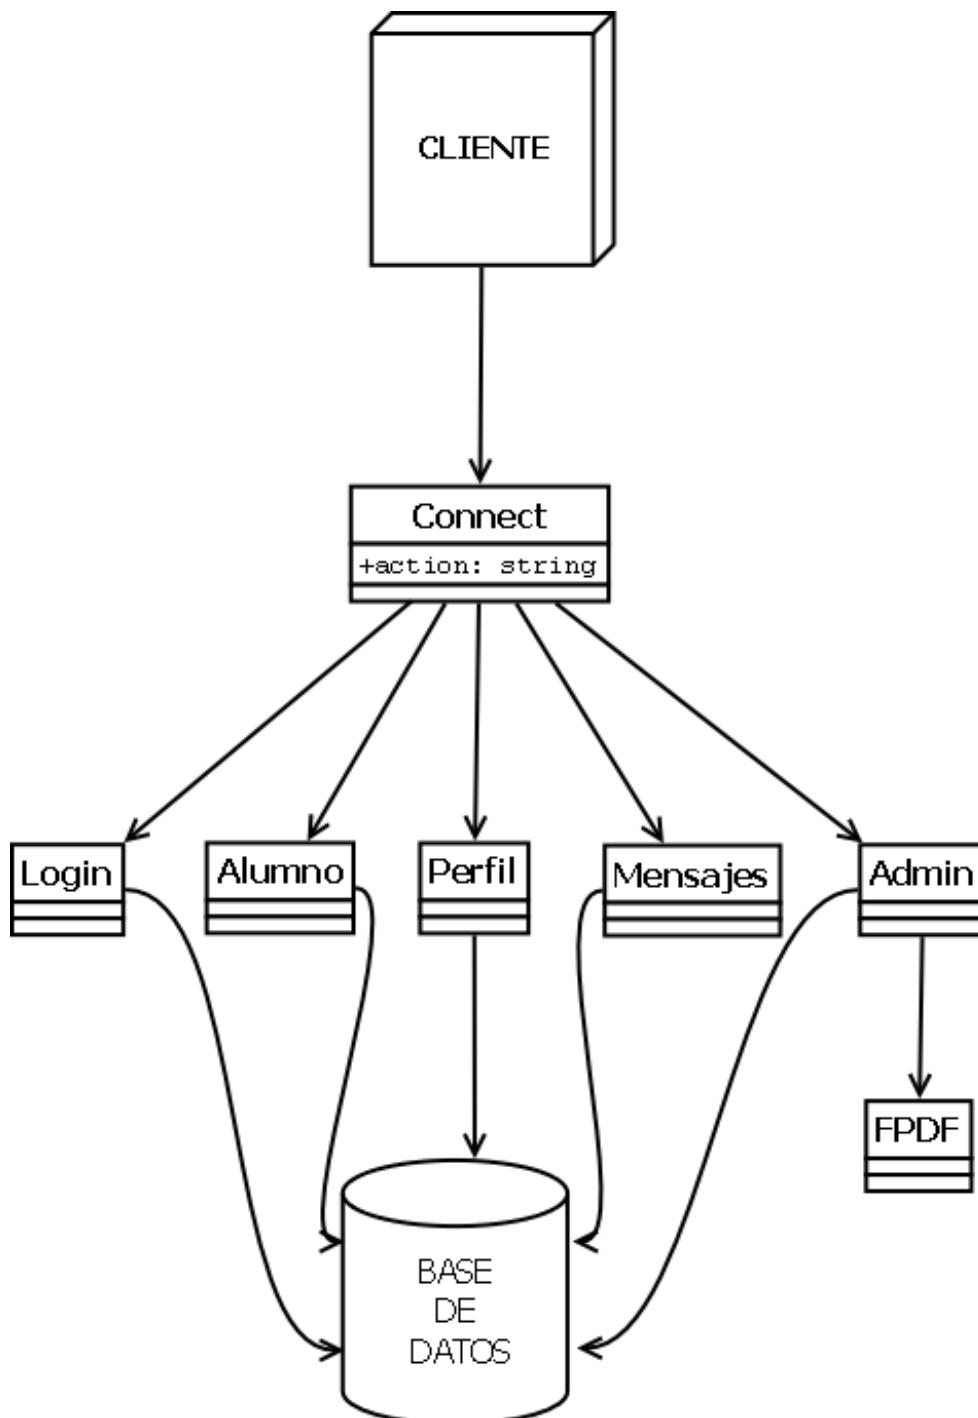 CLIENTE
Connect
+action: string
Login
Alumno
Perfil
Mensajes
Admin
FPDF
BASE
DE
DATOS